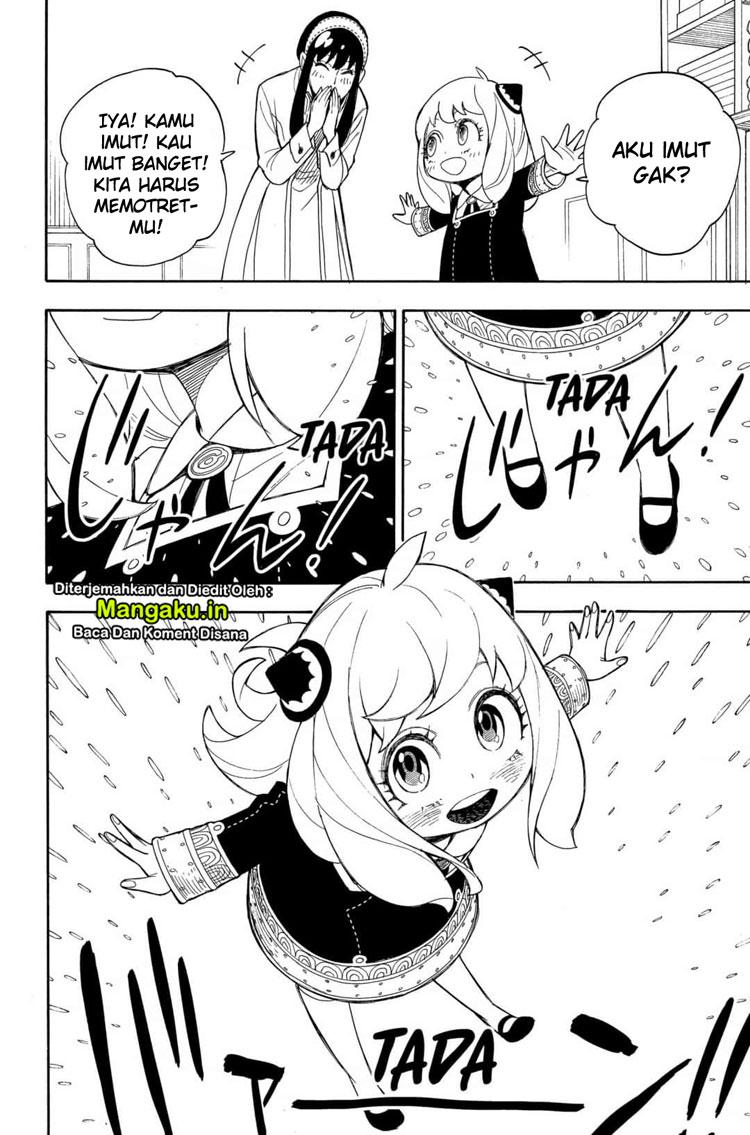 AKU IMUT
GAK?
IYA! KAMU
IMUT! KAU
IMUT BANGET!
KITA HARUS
MEMOTRET-
MU!
TADA
じゃん!
TADA
じゃん!
Diterjemahkan dan Diedit Oleh :
Mangaku.in
Baca Dan Koment Disana
TADA